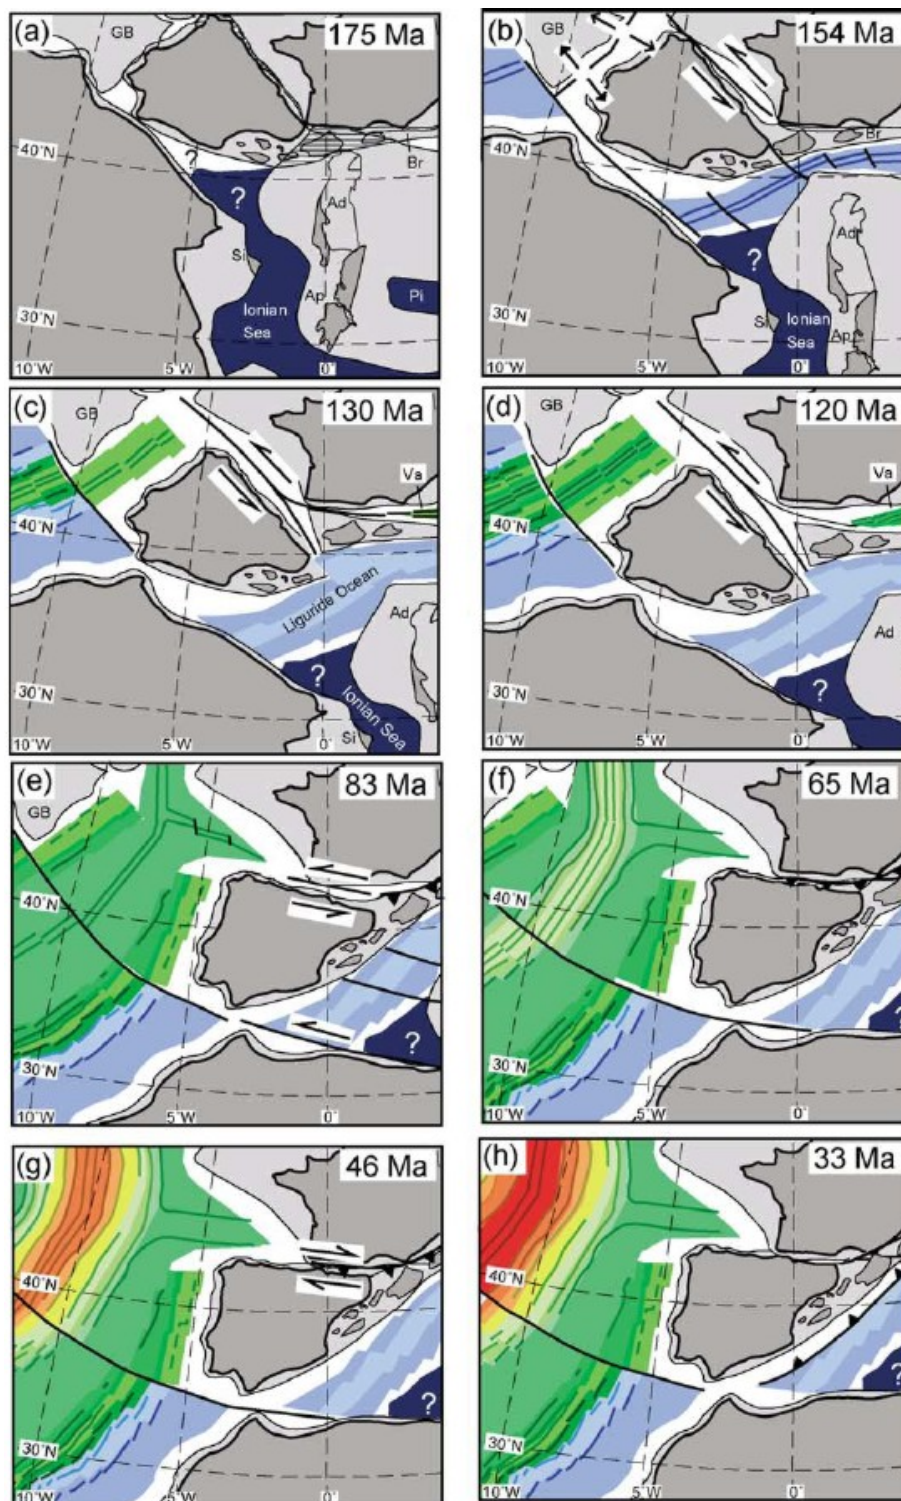 (a)
GB
175 Ma
40°N
?
Br
?
Ad
Si
Ap
Pi
Ionian
Sea
30°N
10°W
5°W
0°
(b)
GB
154 Ma
Br
40°N
Ad
?
Si
Ionian
Sea
Ap
30°N
10°W
5°W
0°
(c)
GB
130 Ma
Va
40°N
Liguride Ocean
Ad
?
Ionian Sea
30°N
Si
10°W
5°W
0°
(d)
GB
120 Ma
Va
40°N
Ad
?
30°N
10°W
5°W
0°
(e)
83 Ma
GB
40°N
?
30°N
10°W
5°W
0°
(f)
65 Ma
40°N
?
30°N
10°W
5°W
0°
(g)
46 Ma
40°N
?
30°N
10°W
5°W
0°
(h)
33 Ma
40°N
?
30°N
10°W
5°W
0°